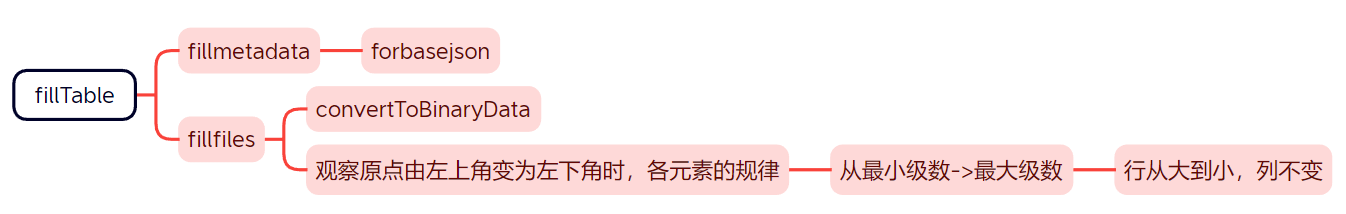 fillTable
fillmetadata
forbasejson
fillfiles
convertToBinaryData
观察原点由左上角变为左下角时，各元素的规律
从最小级数->最大级数
行从大到小，列不变